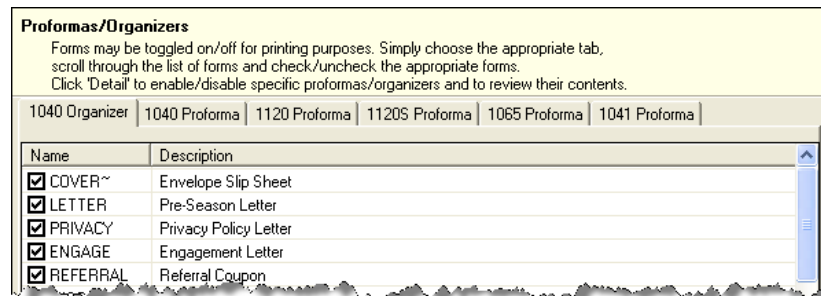 Proformas/Organizers
Forms may be toggled on/off for printing purposes. Simply choose the appropriate tab,
scroll through the list of forms and check/uncheck the appropriate forms.
Click 'Detail' to enable/disable specific proformas/organizers and to review their contents.
1040 Organizer 1040 Proforma 1120 Proforma 1120S Proforma 1065 Proforma 1041 Proforma
Name Description
COVER~ Envelope Slip Sheet
LETTER Pre-Season Letter
PRIVACY Privacy Policy Letter
ENGAGE Engagement Letter
REFERRAL Referral Coupon